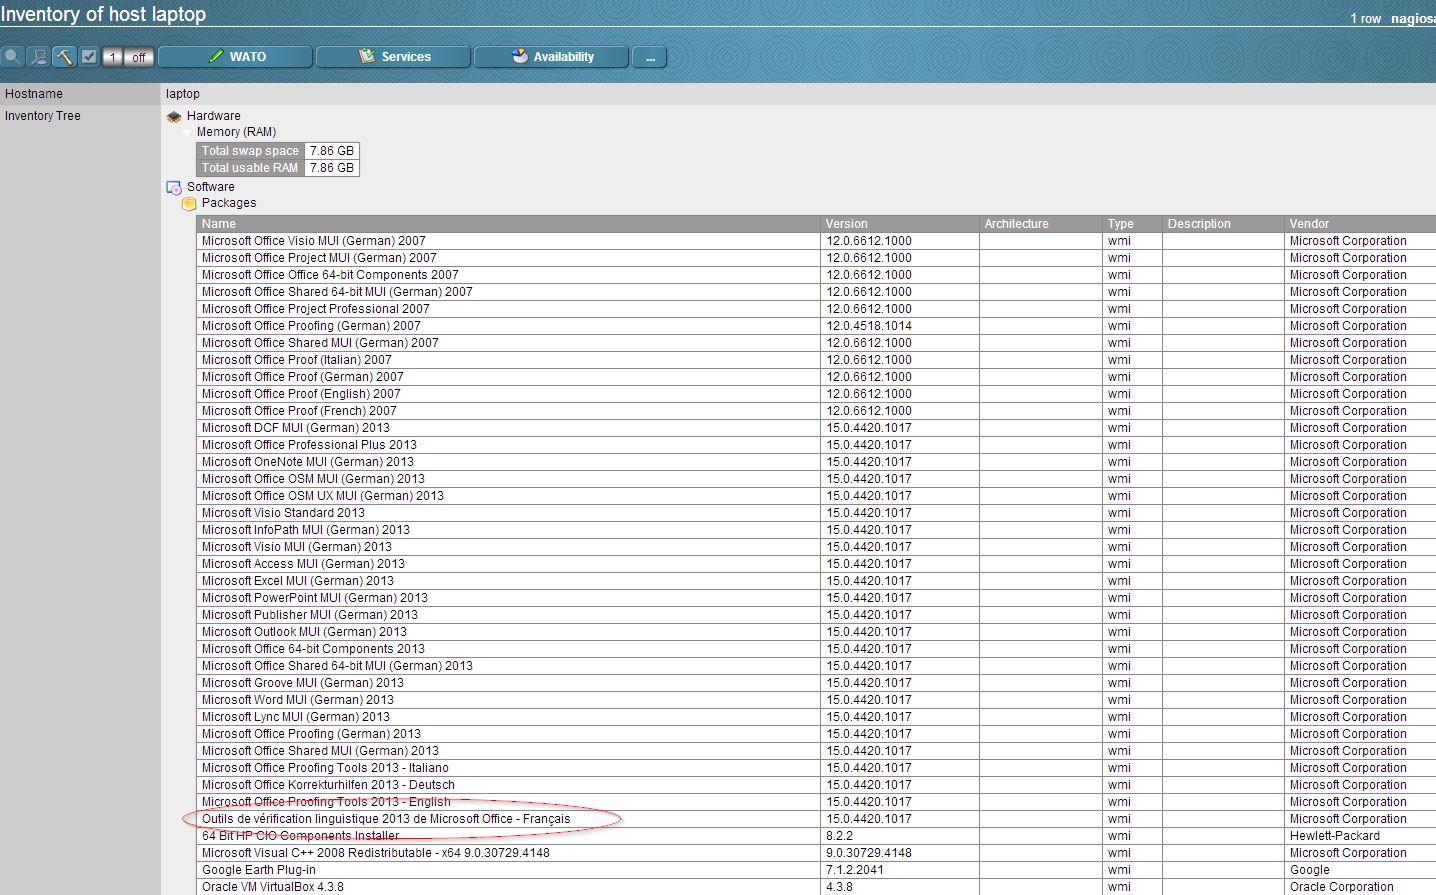 Inventory of host laptop
1 row nagios
1 off WATO Services Availability ...
Hostname laptop
Inventory Tree Hardware
Memory (RAM)
Total swap space 7.86 GB
Total usable RAM 7.86 GB
Software
Packages
Name Version Architecture Type Description Vendor
Microsoft Office Visio MUI (German) 2007 12.0.6612.1000 wmi Microsoft Corporation
Microsoft Office Project MUI (German) 2007 12.0.6612.1000 wmi Microsoft Corporation
Microsoft Office Office 64-bit Components 2007 12.0.6612.1000 wmi Microsoft Corporation
Microsoft Office Shared 64-bit MUI (German) 2007 12.0.6612.1000 wmi Microsoft Corporation
Microsoft Office Project Professional 2007 12.0.6612.1000 wmi Microsoft Corporation
Microsoft Office Proofing (German) 2007 12.0.4518.1014 wmi Microsoft Corporation
Microsoft Office Shared MUI (German) 2007 12.0.6612.1000 wmi Microsoft Corporation
Microsoft Office Proof (Italian) 2007 12.0.6612.1000 wmi Microsoft Corporation
Microsoft Office Proof (German) 2007 12.0.6612.1000 wmi Microsoft Corporation
Microsoft Office Proof (English) 2007 12.0.6612.1000 wmi Microsoft Corporation
Microsoft Office Proof (French) 2007 12.0.6612.1000 wmi Microsoft Corporation
Microsoft DCF MUI (German) 2013 15.0.4420.1017 wmi Microsoft Corporation
Microsoft Office Professional Plus 2013 15.0.4420.1017 wmi Microsoft Corporation
Microsoft OneNote MUI (German) 2013 15.0.4420.1017 wmi Microsoft Corporation
Microsoft Office OSM MUI (German) 2013 15.0.4420.1017 wmi Microsoft Corporation
Microsoft Office OSM UX MUI (German) 2013 15.0.4420.1017 wmi Microsoft Corporation
Microsoft Visio Standard 2013 15.0.4420.1017 wmi Microsoft Corporation
Microsoft InfoPath MUI (German) 2013 15.0.4420.1017 wmi Microsoft Corporation
Microsoft Visio MUI (German) 2013 15.0.4420.1017 wmi Microsoft Corporation
Microsoft Access MUI (German) 2013 15.0.4420.1017 wmi Microsoft Corporation
Microsoft Excel MUI (German) 2013 15.0.4420.1017 wmi Microsoft Corporation
Microsoft PowerPoint MUI (German) 2013 15.0.4420.1017 wmi Microsoft Corporation
Microsoft Publisher MUI (German) 2013 15.0.4420.1017 wmi Microsoft Corporation
Microsoft Outlook MUI (German) 2013 15.0.4420.1017 wmi Microsoft Corporation
Microsoft Office 64-bit Components 2013 15.0.4420.1017 wmi Microsoft Corporation
Microsoft Office Shared 64-bit MUI (German) 2013 15.0.4420.1017 wmi Microsoft Corporation
Microsoft Groove MUI (German) 2013 15.0.4420.1017 wmi Microsoft Corporation
Microsoft Word MUI (German) 2013 15.0.4420.1017 wmi Microsoft Corporation
Microsoft Lync MUI (German) 2013 15.0.4420.1017 wmi Microsoft Corporation
Microsoft Office Proofing (German) 2013 15.0.4420.1017 wmi Microsoft Corporation
Microsoft Office Shared MUI (German) 2013 15.0.4420.1017 wmi Microsoft Corporation
Microsoft Office Proofing Tools 2013 - Italiano 15.0.4420.1017 wmi Microsoft Corporation
Microsoft Office Korrekturhilfen 2013 - Deutsch 15.0.4420.1017 wmi Microsoft Corporation
Microsoft Office Proofing Tools 2013 - English 15.0.4420.1017 wmi Microsoft Corporation
Outils de vérification linguistique 2013 de Microsoft Office - Français 15.0.4420.1017 wmi Microsoft Corporation
64 Bit HP CIO Components Installer 8.2.2 wmi Hewlett-Packard
Microsoft Visual C++ 2008 Redistributable - x64 9.0.30729.4148 9.0.30729.4148 wmi Microsoft Corporation
Google Earth Plug-in 7.1.2.2041 wmi Google
Oracle VM VirtualBox 4.3.8 4.3.8 wmi Oracle Corporation